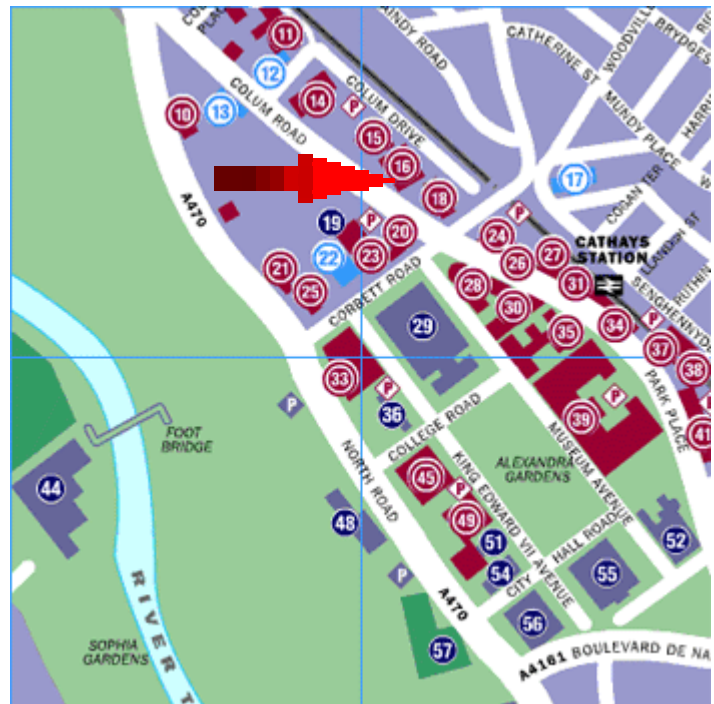 11
12
13
10
14
P
15
16
18
COLUM ROAD
COLUM DRIVE
CATHERINE ST
MUNDY PLACE
17
COGAN TER
LLANDON ST
A470
19
P
20
22
23
21
25
CORBETT ROAD
P
24
26
27
CATHAYS
STATION
31
28
30
35
34
P
37
38
41
P
PARK PLACE
29
33
P
P
36
39
P
COLLEGE ROAD
FOOT
BRIDGE
44
NORTH ROAD
48
45
P
49
KING EDWARD VII AVENUE
ALEXANDRA
GARDENS
MUSEUM AVENUE
51
54
CITY HALL ROAD
52
55
56
P
57
A470
RIVER T
SOPHIA
GARDENS
A4161 BOULEVARD DE NA